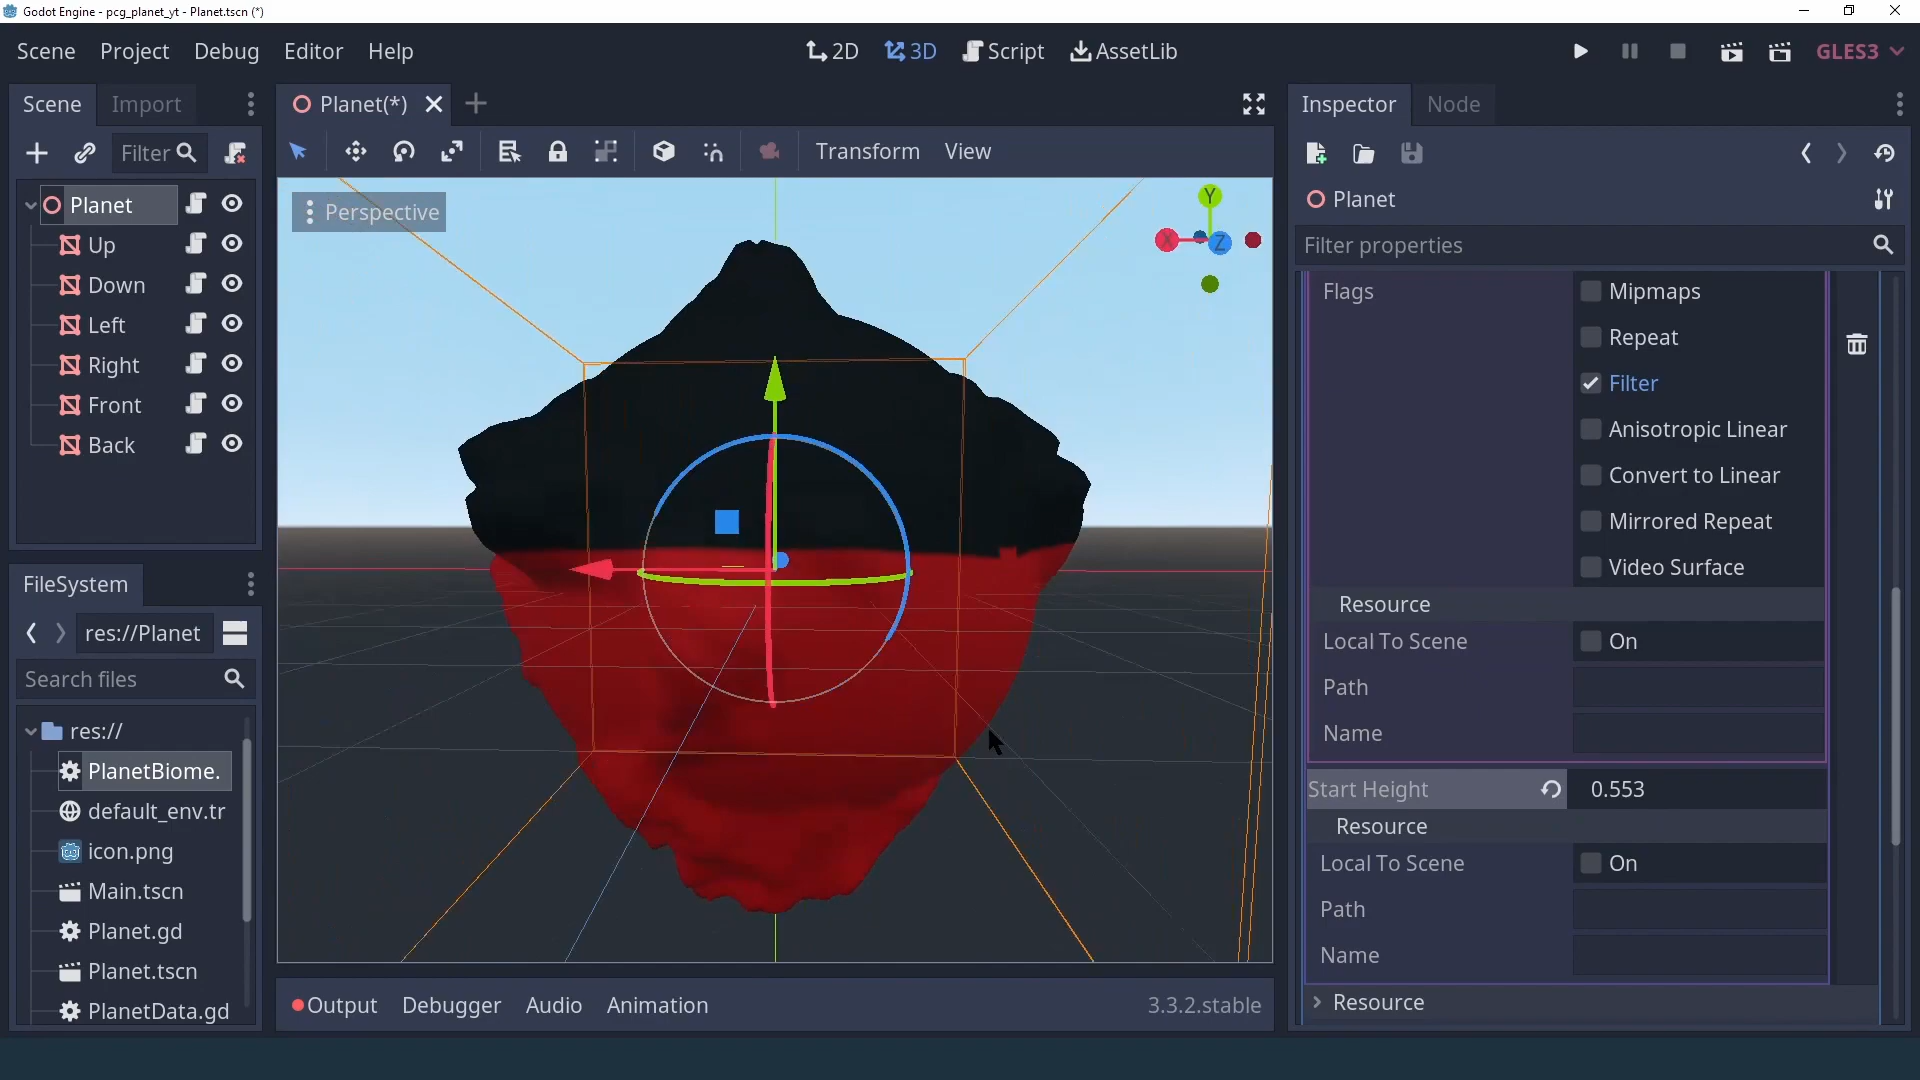 Godot Engine - pcg_planet_yt - Planet.tscn (*)
Scene Project Debug Editor Help
2D 3D Script AssetLib
GLES3
Scene Import
Filter
Planet
Up
Down
Left
Right
Front
Back
FileSystem
res://Planet
Search files
res://
PlanetBiome.
default_env.tr
icon.png
Main.tscn
Planet.gd
Planet.tscn
PlanetData.gd
Planet(*)
Transform View
Perspective
Y
X
Z
Output Debugger Audio Animation 3.3.2.stable
Inspector Node
Planet
Filter properties
Flags
Mipmaps
Repeat
Filter
Anisotropic Linear
Convert to Linear
Mirrored Repeat
Video Surface
Resource
Local To Scene On
Path
Name
Start Height 0.553
Resource
Local To Scene On
Path
Name
Resource